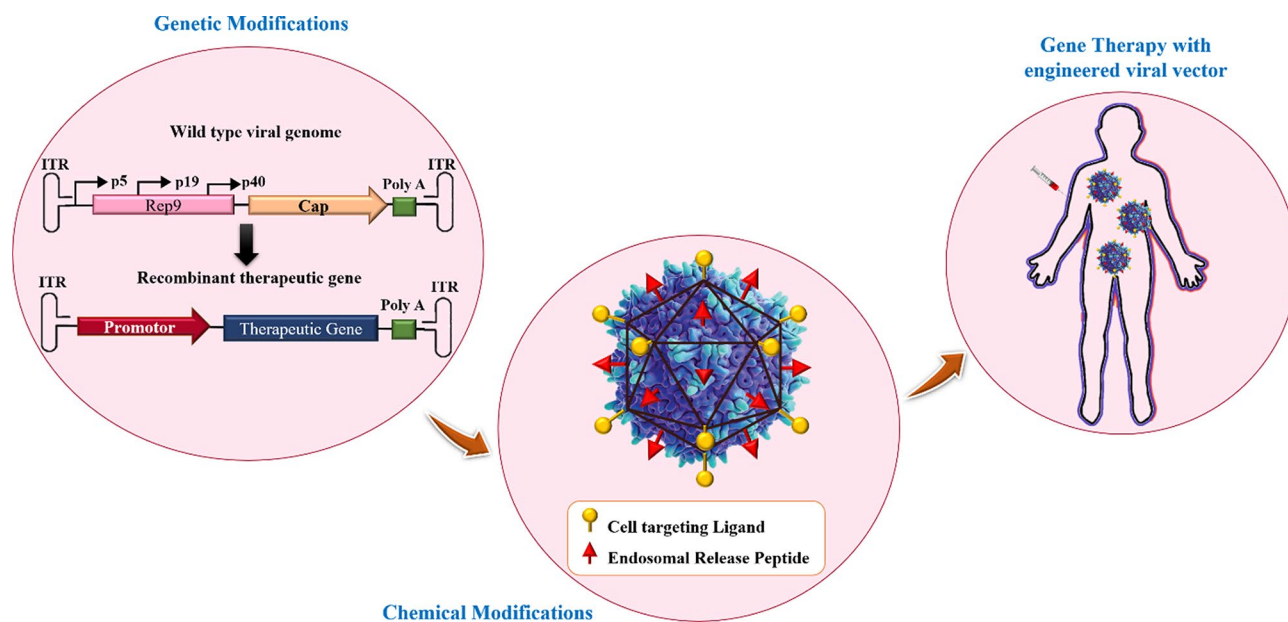 Genetic Modifications
Wild type viral genome
ITR
p5
p19
p40
Poly A
ITR
Rep9
Cap
Recombinant therapeutic gene
ITR
Poly A
ITR
Promotor
Therapeutic Gene
Cell targeting Ligand
Endosomal Release Peptide
Chemical Modifications
Gene Therapy with
engineered viral vector